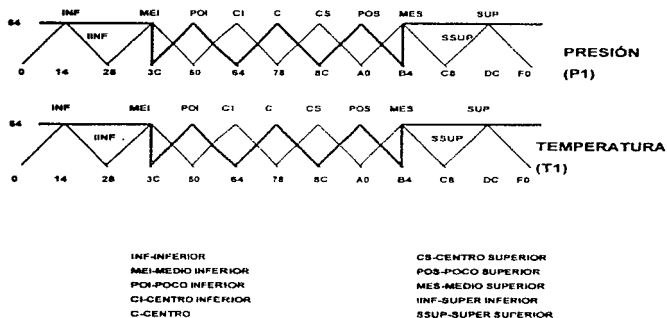 INF MEI POI CI C CS POS MES SUP
64
IINF SSUP
PRESIÓN
0 14 28 3C 50 64 78 8C A0 B4 C8 DC F0
(P1)
INF MEI POI CI C CS POS MES SUP
64
IINF SSUP
TEMPERATURA
(T1)
0 14 28 3C 50 64 78 8C A0 B4 C8 DC F0
INF-INFERIOR CS-CENTRO SUPERIOR
MEI-MEDIO INFERIOR POS-POCO SUPERIOR
POI-POCO INFERIOR MES-MEDIO SUPERIOR
CI-CENTRO INFERIOR IINF-SUPER INFERIOR
C-CENTRO SSUP-SUPER SUPERIOR